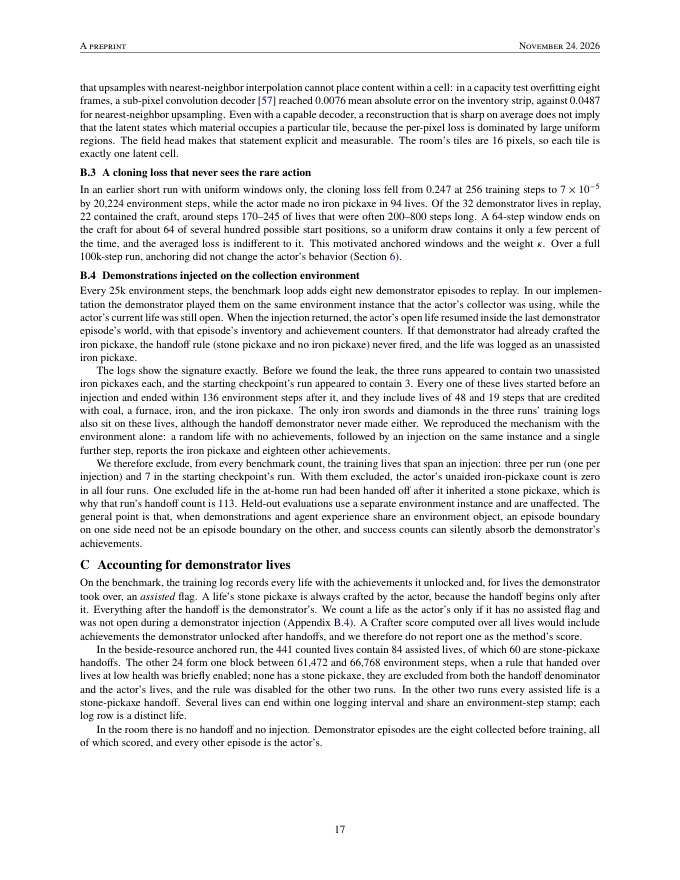 A PREPRINT
NOVEMBER 24, 2026
that upsamples with nearest-neighbor interpolation cannot place content within a cell: in a capacity test overfitting eight
frames, a sub-pixel convolution decoder [57] reached 0.0076 mean absolute error on the inventory strip, against 0.0487
for nearest-neighbor upsampling. Even with a capable decoder, a reconstruction that is sharp on average does not imply
that the latent states which material occupies a particular tile, because the per-pixel loss is dominated by large uniform
regions. The field head makes that statement explicit and measurable. The room's tiles are 16 pixels, so each tile is
exactly one latent cell.
B.3 A cloning loss that never sees the rare action
In an earlier short run with uniform windows only, the cloning loss fell from 0.247 at 256 training steps to 7 × 10⁻⁵
by 20,224 environment steps, while the actor made no iron pickaxe in 94 lives. Of the 32 demonstrator lives in replay,
22 contained the craft, around steps 170–245 of lives that were often 200–800 steps long. A 64-step window ends on
the craft for about 64 of several hundred possible start positions, so a uniform draw contains it only a few percent of
the time, and the averaged loss is indifferent to it. This motivated anchored windows and the weight κ. Over a full
100k-step run, anchoring did not change the actor's behavior (Section 6).
B.4 Demonstrations injected on the collection environment
Every 25k environment steps, the benchmark loop adds eight new demonstrator episodes to replay. In our implemen-
tation the demonstrator played them on the same environment instance that the actor's collector was using, while the
actor's current life was still open. When the injection returned, the actor's open life resumed inside the last demonstrator
episode's world, with that episode's inventory and achievement counters. If that demonstrator had already crafted the
iron pickaxe, the handoff rule (stone pickaxe and no iron pickaxe) never fired, and the life was logged as an unassisted
iron pickaxe.
The logs show the signature exactly. Before we found the leak, the three runs appeared to contain two unassisted
iron pickaxes each, and the starting checkpoint's run appeared to contain 3. Every one of these lives started before an
injection and ended within 136 environment steps after it, and they include lives of 48 and 19 steps that are credited
with coal, a furnace, iron, and the iron pickaxe. The only iron swords and diamonds in the three runs' training logs
also sit on these lives, although the handoff demonstrator never made either. We reproduced the mechanism with the
environment alone: a random life with no achievements, followed by an injection on the same instance and a single
further step, reports the iron pickaxe and eighteen other achievements.
We therefore exclude, from every benchmark count, the training lives that span an injection: three per run (one per
injection) and 7 in the starting checkpoint's run. With them excluded, the actor's unaided iron-pickaxe count is zero
in all four runs. One excluded life in the at-home run had been handed off after it inherited a stone pickaxe, which is
why that run's handoff count is 113. Held-out evaluations use a separate environment instance and are unaffected. The
general point is that, when demonstrations and agent experience share an environment object, an episode boundary
on one side need not be an episode boundary on the other, and success counts can silently absorb the demonstrator's
achievements.
C Accounting for demonstrator lives
On the benchmark, the training log records every life with the achievements it unlocked and, for lives the demonstrator
took over, an assisted flag. A life's stone pickaxe is always crafted by the actor, because the handoff begins only after
it. Everything after the handoff is the demonstrator's. We count a life as the actor's only if it has no assisted flag and
was not open during a demonstrator injection (Appendix B.4). A Crafter score computed over all lives would include
achievements the demonstrator unlocked after handoffs, and we therefore do not report one as the method's score.
In the beside-resource anchored run, the 441 counted lives contain 84 assisted lives, of which 60 are stone-pickaxe
handoffs. The other 24 form one block between 61,472 and 66,768 environment steps, when a rule that handed over
lives at low health was briefly enabled; none has a stone pickaxe, they are excluded from both the handoff denominator
and the actor's lives, and the rule was disabled for the other two runs. In the other two runs every assisted life is a
stone-pickaxe handoff. Several lives can end within one logging interval and share an environment-step stamp; each
log row is a distinct life.
In the room there is no handoff and no injection. Demonstrator episodes are the eight collected before training, all
of which scored, and every other episode is the actor's.
17